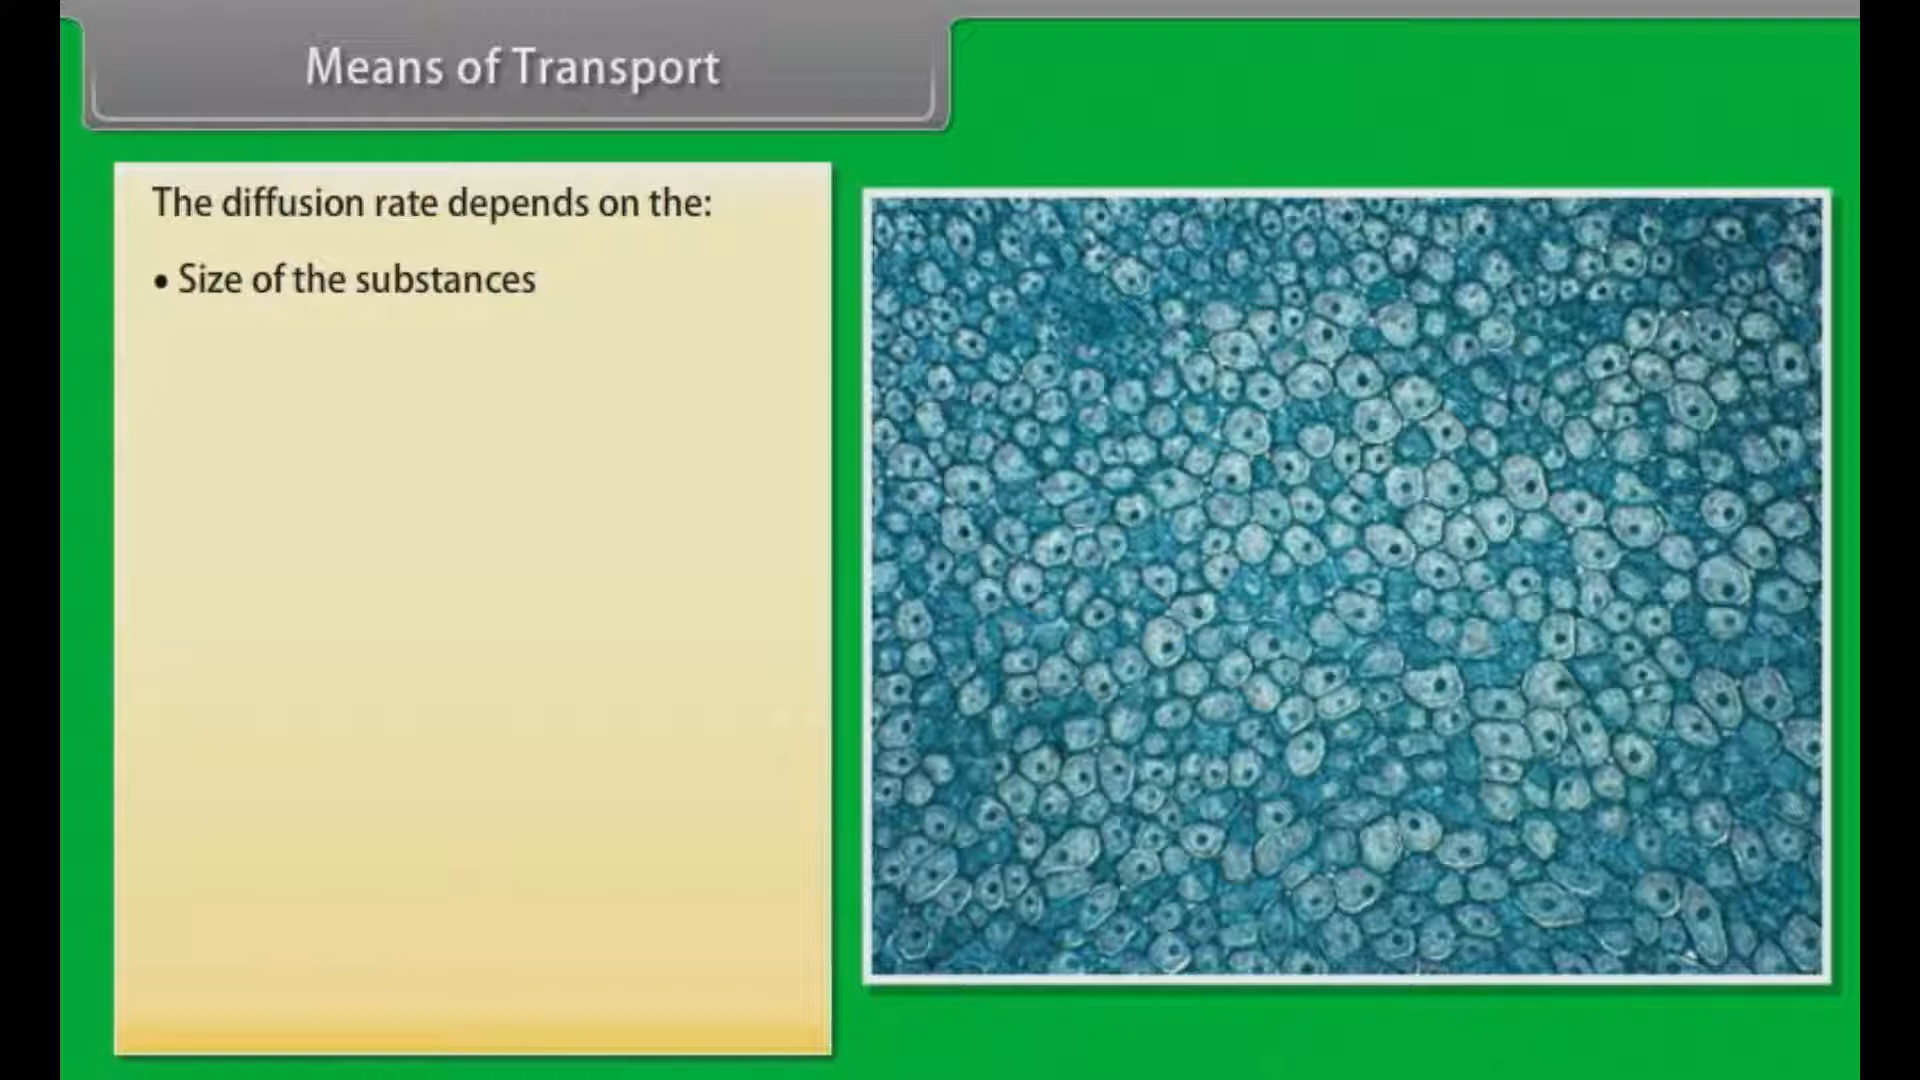 Means of Transport
The diffusion rate depends on the:
• Size of the substances